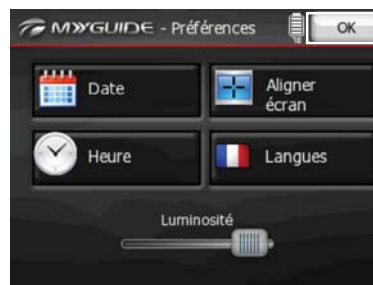 MYGUIDE - Préférences
OK
Date
Aligner
écran
Heure
Langues
Luminosité